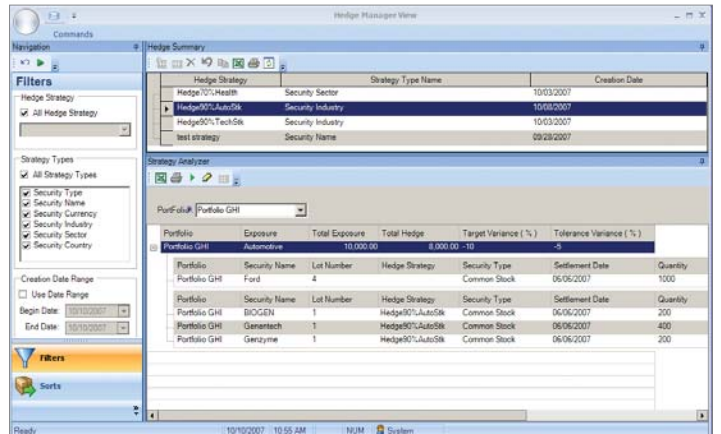 Hedge Manager View
Commands
Navigation
Filters
Hedge Strategy
All Hedge Strategy
Strategy Types
All Strategy Types
Security Type
Security Name
Security Currency
Security Industry
Security Sector
Security Country
Creation Date Range
Use Date Range
Begin Date: 10/10/2007
End Date: 10/10/2007
Filters
Sorts
Hedge Summary
Hedge Strategy Strategy Type Name Creation Date
Hedge70%Health Security Sector 10/03/2007
Hedge90%AutoStk Security Industry 10/08/2007
Hedge50%TechStk Security Industry 10/03/2007
test strategy Security Name 09/28/2007
Strategy Analyzer
Portfolio GHI
Portfolio Exposure Total Exposure Total Hedge Target Variance ( % ) Tolerance Variance ( % )
Portfolio GHI Automotive 10,000.00 8,000.00 -10 -5
Portfolio Security Name Lot Number Hedge Strategy Security Type Settlement Date Quantity
Portfolio GHI Ford 4 Common Stock 06/06/2007 1000
Portfolio Security Name Lot Number Hedge Strategy Security Type Settlement Date Quantity
Portfolio GHI BIOGEN 1 Hedge90%AutoStk Common Stock 06/06/2007 200
Portfolio GHI Genentech 1 Hedge90%AutoStk Common Stock 06/06/2007 400
Portfolio GHI Genzyme 1 Hedge90%AutoStk Common Stock 06/06/2007 200
Ready 10/10/2007 10:55 AM NUM System